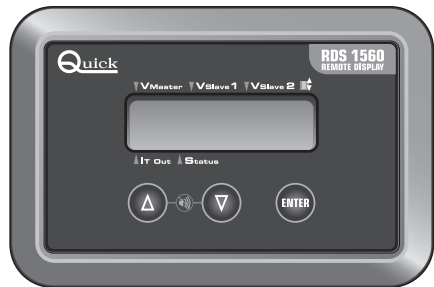 Quick
RDS 1560
REMOTE DISPLAY
VMaster VSlave 1 VSlave 2
IT Out Status
ENTER